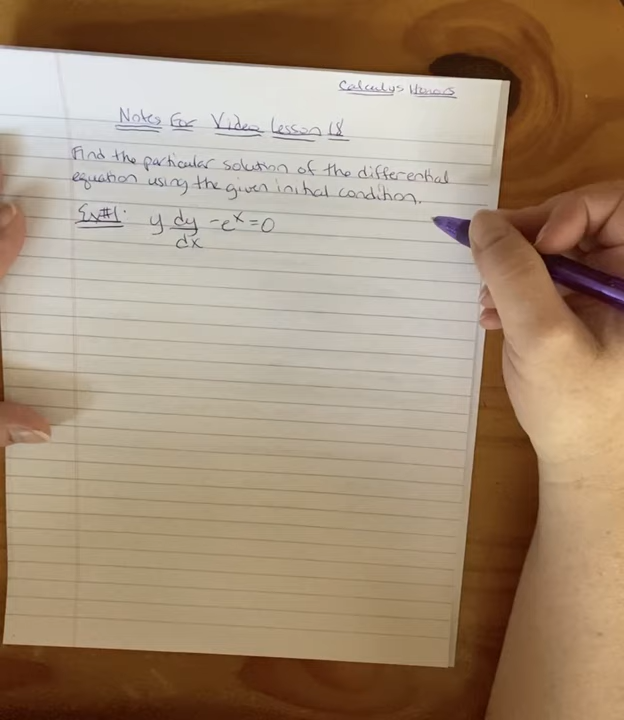 Calculus Honors
Notes For Video Lesson 18
Find the particular solution of the differential
equation using the given initial condition.
Ex#1: y dy/dx - e^x = 0